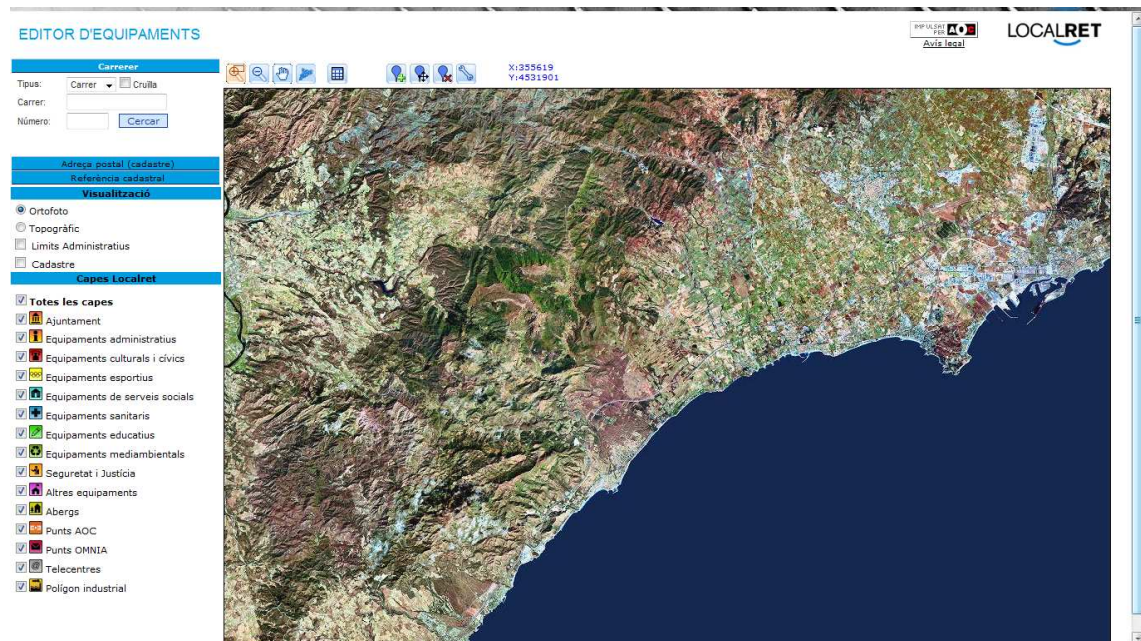 EDITOR D'EQUIPAMENTS
IMPULSAT
PER AOC
Avís legal
LOCALRET
Carrerer
Tipus: Carrer Cruïlla
Carrer:
Número: Cercar
X:355619
Y:4531901
Adreça postal (cadastre)
Referència cadastral
Visualització
Ortofoto
Topogràfic
Limits Administratius
Cadastre
Capes Localret
Totes les capes
Ajuntament
Equipaments administratius
Equipaments culturals i cívics
Equipaments esportius
Equipaments de serveis socials
Equipaments sanitaris
Equipaments educatius
Equipaments mediambientals
Seguretat i Justícia
Altres equipaments
Abergs
Punts AOC
Punts OMNIA
@ Telecentres
Polígon industrial